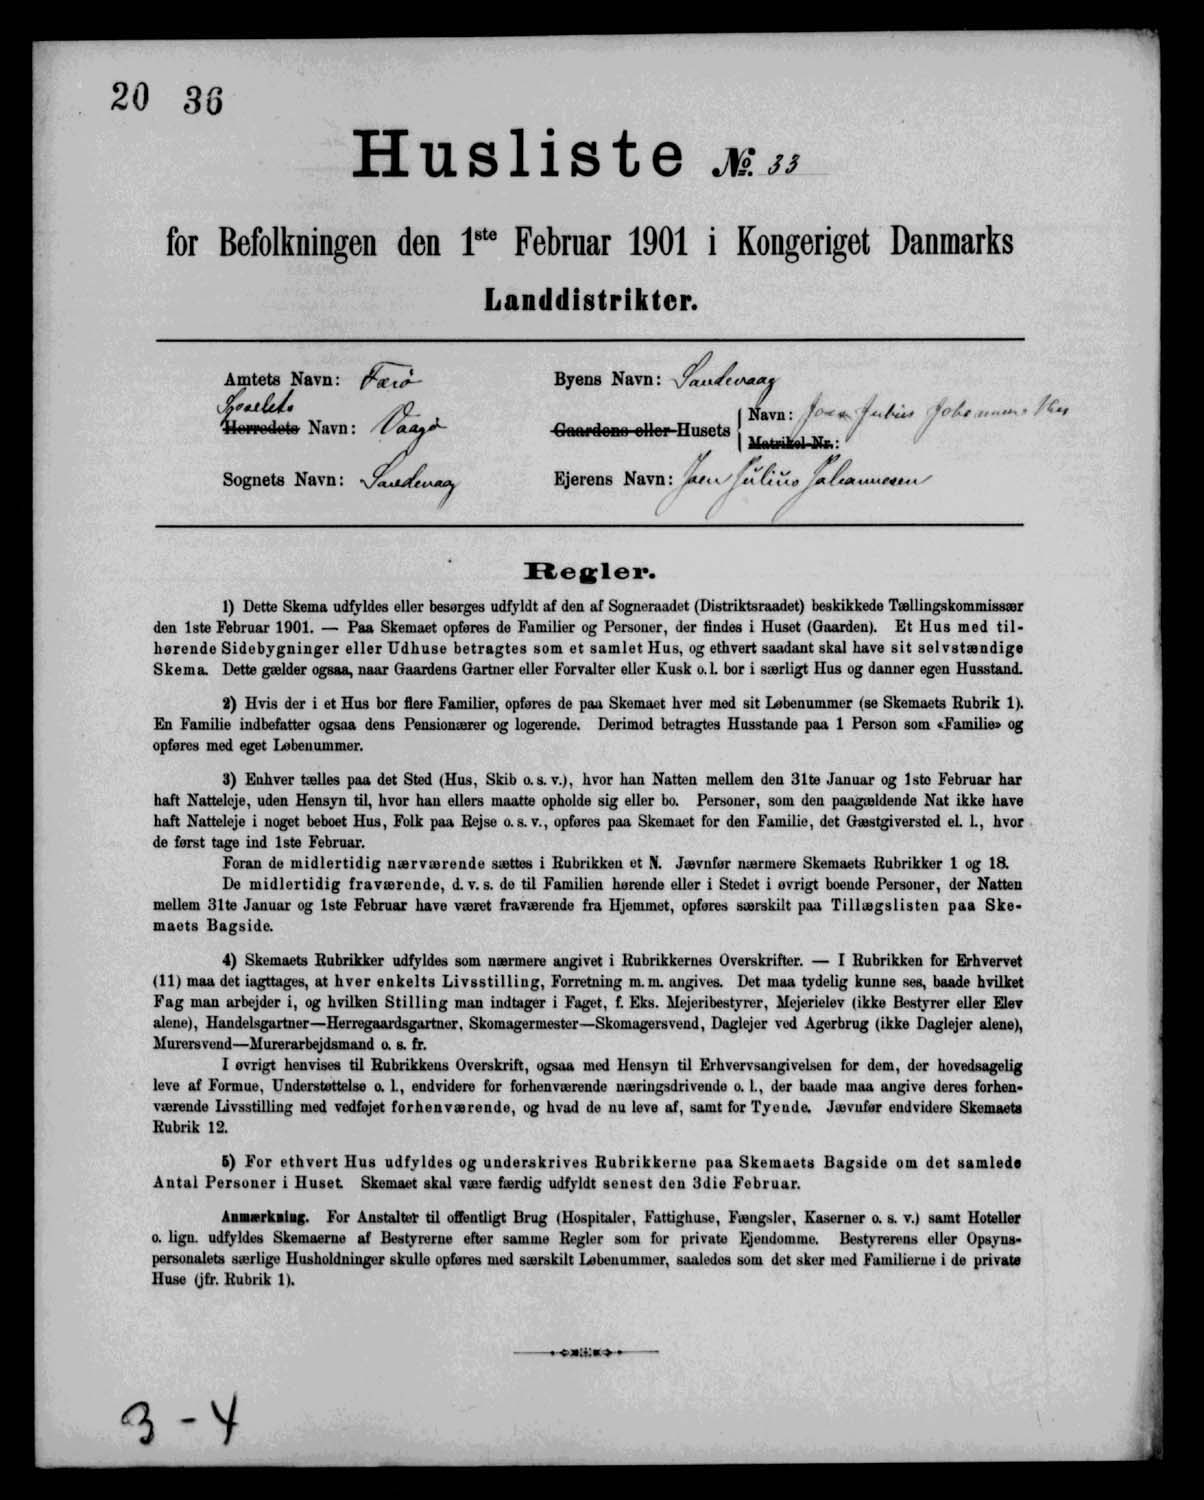 20 36
Husliste No. 33
for Befolkningen den 1ste Februar 1901 i Kongeriget Danmarks
Landdistrikter.
Amtets Navn: Færø
Byens Navn: Sandevaag
Sysselets
Herredets Navn: Vaagø
Gaardens eller Husets
Navn: Joen Julius Johannesens Hus
Matrikel-Nr.:
Sognets Navn: Sandevaag
Ejerens Navn: Joen Julius Johannesen
Regler.
1) Dette Skema udfyldes eller besørges udfyldt af den af Sogneraadet (Distriktsraadet) beskikkede Tællingskommissær
den 1ste Februar 1901. — Paa Skemaet opføres de Familier og Personer, der findes i Huset (Gaarden). Et Hus med til-
hørende Sidebygninger eller Udhuse betragtes som et samlet Hus, og ethvert saadant skal have sit selvstændige
Skema. Dette gælder ogsaa, naar Gaardens Gartner eller Forvalter eller Kusk o. l. bor i særligt Hus og danner egen Husstand.
2) Hvis der i et Hus bor flere Familier, opføres de paa Skemaet hver med sit Løbenummer (se Skemaets Rubrik 1).
En Familie indbefatter ogsaa dens Pensionærer og logerende. Derimod betragtes Husstande paa 1 Person som «Familie» og
opføres med eget Løbenummer.
3) Enhver tælles paa det Sted (Hus, Skib o. s. v.), hvor han Natten mellem den 31te Januar og 1ste Februar har
haft Natteleje, uden Hensyn til, hvor han ellers maatte opholde sig eller bo. Personer, som den paagældende Nat ikke have
haft Natteleje i noget beboet Hus, Folk paa Rejse o. s. v., opføres paa Skemaet for den Familie, det Gæstgiversted el. l., hvor
de først tage ind 1ste Februar.
Foran de midlertidig nærværende sættes i Rubrikken et N. Jævnfør nærmere Skemaets Rubrikker 1 og 18.
De midlertidig fraværende, d. v. s. de til Familien hørende eller i Stedet i øvrigt boende Personer, der Natten
mellem 31te Januar og 1ste Februar have været fraværende fra Hjemmet, opføres særskilt paa Tillægslisten paa Ske-
maets Bagside.
4) Skemaets Rubrikker udfyldes som nærmere angivet i Rubrikkernes Overskrifter. — I Rubrikken for Erhvervet
(11) maa det iagttages, at hver enkelts Livsstilling, Forretning m. m. angives. Det maa tydelig kunne ses, baade hvilket
Fag man arbejder i, og hvilken Stilling man indtager i Faget, f. Eks. Mejeribestyrer, Mejerielev (ikke Bestyrer eller Elev
alene), Handelsgartner—Herregaardsgartner, Skomagermester—Skomagersvend, Daglejer ved Agerbrug (ikke Daglejer alene),
Murersvend—Murerarbejdsmand o. s. fr.
I øvrigt henvises til Rubrikkens Overskrift, ogsaa med Hensyn til Erhvervsangivelsen for dem, der hovedsagelig
leve af Formue, Understøttelse o. l., endvidere for forhenværende næringsdrivende o. l., der baade maa angive deres forhen-
værende Livsstilling med vedføjet forhenværende, og hvad de nu leve af, samt for Tyende. Jævnfør endvidere Skemaets
Rubrik 12.
5) For ethvert Hus udfyldes og underskrives Rubrikkerne paa Skemaets Bagside om det samlede
Antal Personer i Huset. Skemaet skal være færdig udfyldt senest den 3die Februar.
Anmærkning. For Anstalter til offentligt Brug (Hospitaler, Fattighuse, Fængsler, Kaserner o. s. v.) samt Hoteller
o. lign. udfyldes Skemaerne af Bestyrerne efter samme Regler som for private Ejendomme. Bestyrerens eller Opsyns-
personalets særlige Husholdninger skulle opføres med særskilt Løbenummer, saaledes som det sker med Familierne i de private
Huse (jfr. Rubrik 1).
3-4